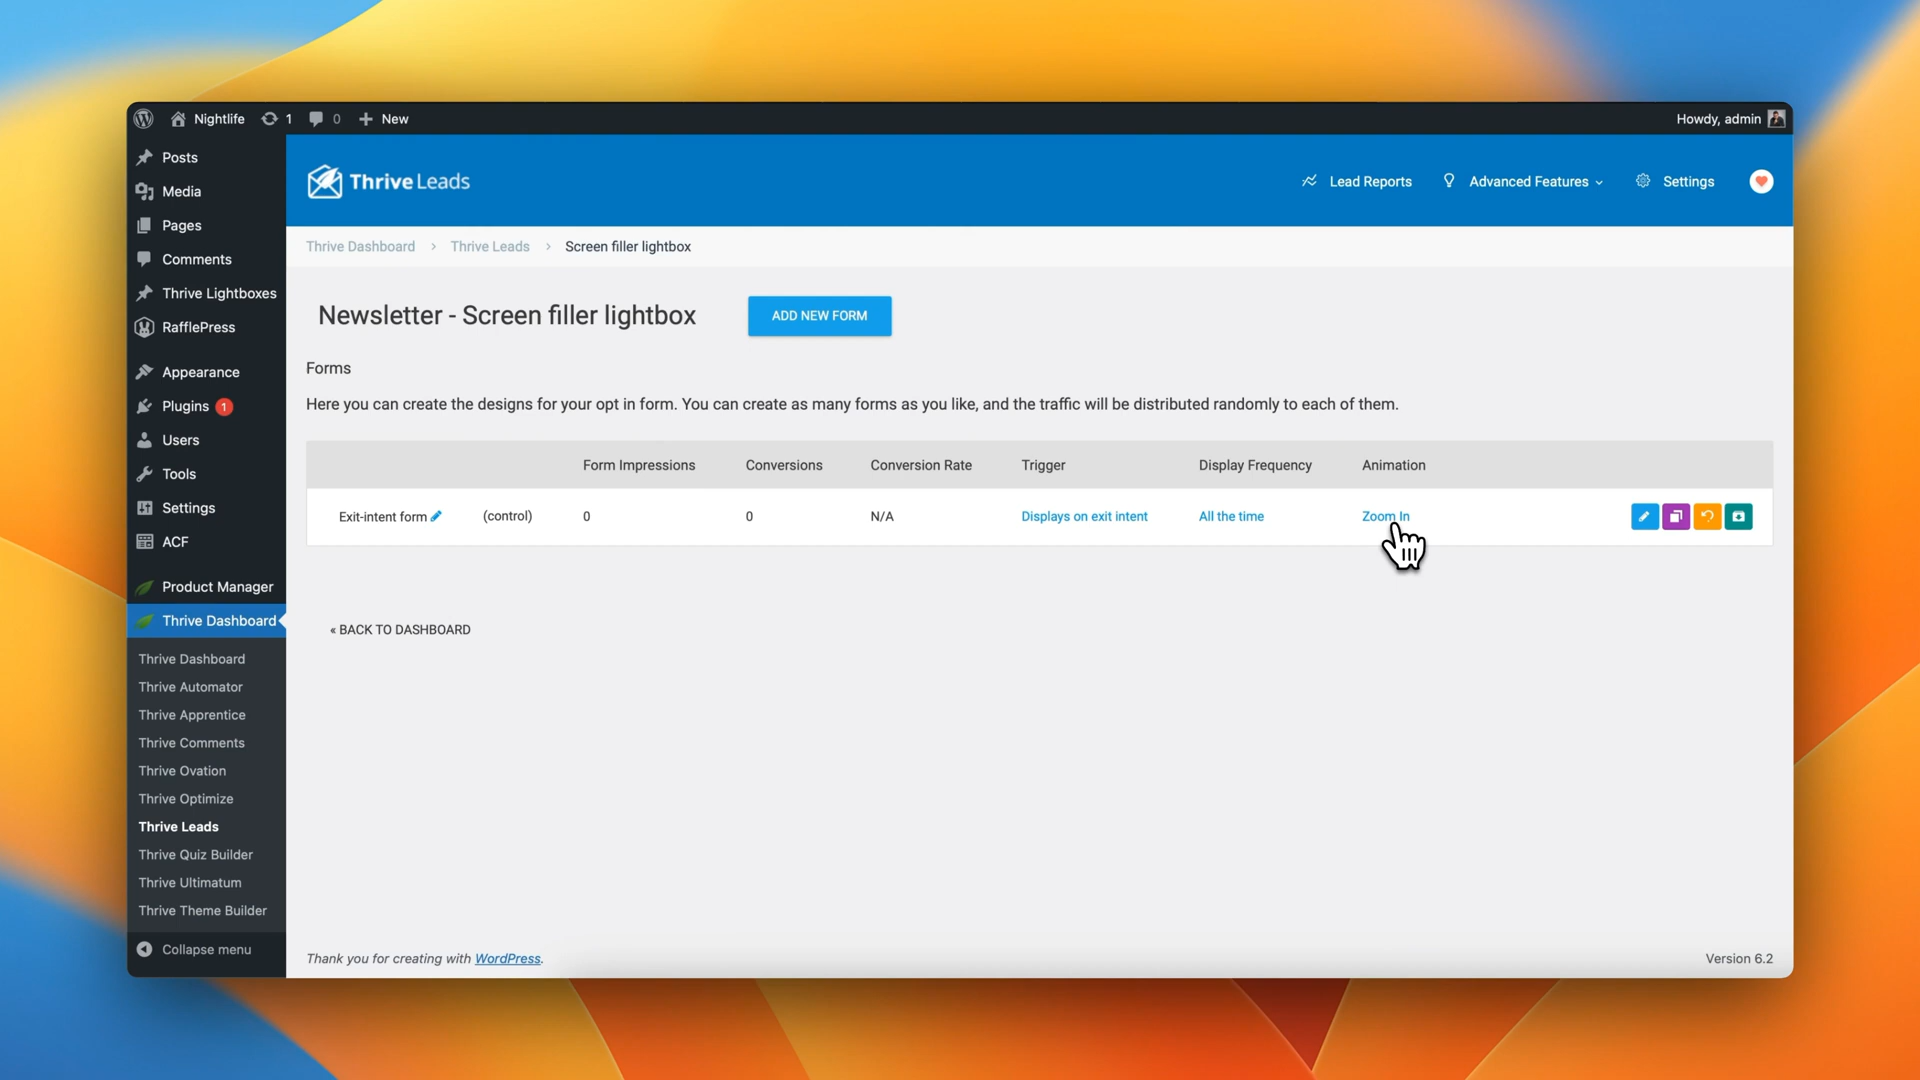 Nightlife 1 0 New Howdy, admin
Posts
Media
Pages
Comments
Thrive Lightboxes
RafflePress
Appearance
Plugins 1
Users
Tools
Settings
ACF
Product Manager
Thrive Dashboard
Thrive Dashboard
Thrive Automator
Thrive Apprentice
Thrive Comments
Thrive Ovation
Thrive Optimize
Thrive Leads
Thrive Quiz Builder
Thrive Ultimatum
Thrive Theme Builder
Collapse menu
Thrive Leads
Lead Reports Advanced Features Settings
Thrive Dashboard > Thrive Leads > Screen filler lightbox
Newsletter - Screen filler lightbox ADD NEW FORM
Forms
Here you can create the designs for your opt in form. You can create as many forms as you like, and the traffic will be distributed randomly to each of them.
Form Impressions Conversions Conversion Rate Trigger Display Frequency Animation
Exit-intent form (control) 0 0 N/A Displays on exit intent All the time Zoom In
« BACK TO DASHBOARD
Thank you for creating with WordPress. Version 6.2